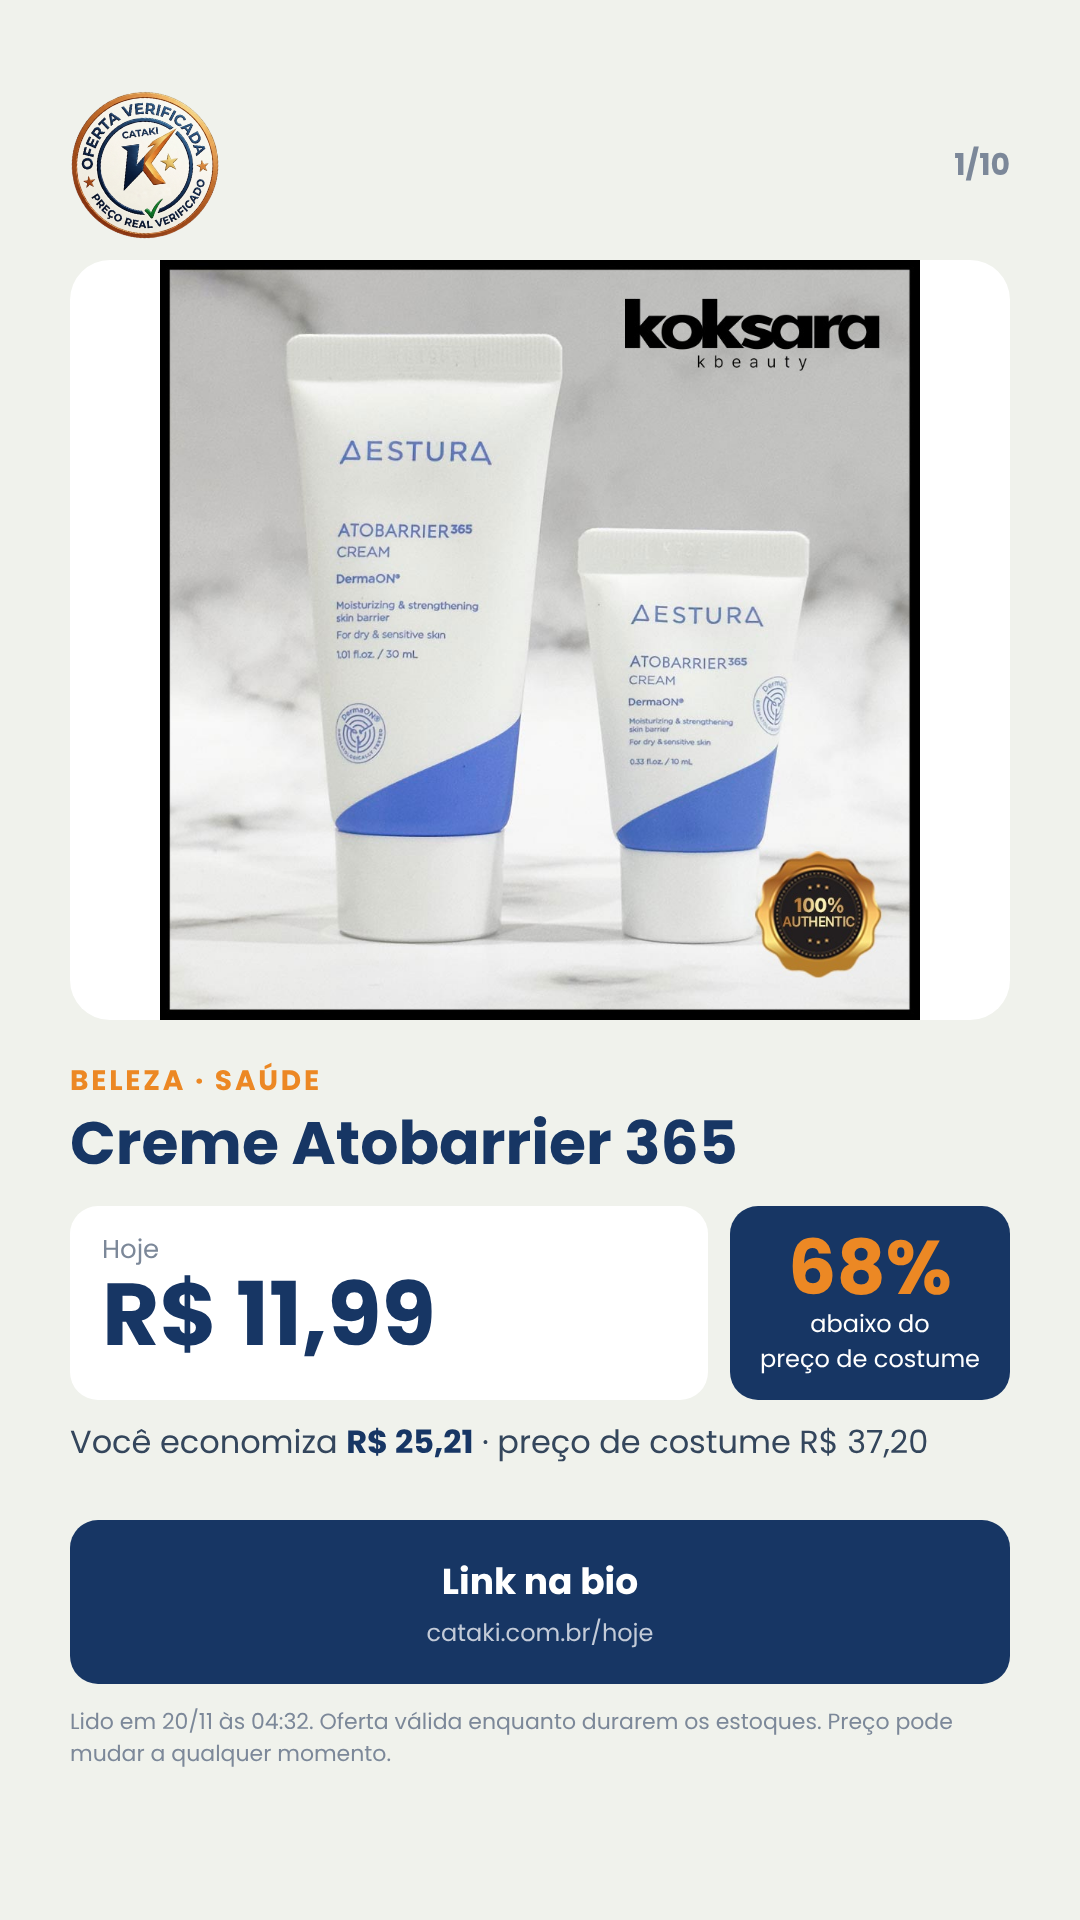 OFERTA VERIFICADA
CATAKI
K
PREÇO REAL VERIFICADO
1/10
koksara
kbeauty
AESTURA
ATOBARRIER365
CREAM
DermaON®
Moisturizing & strengthening
skin barrier
For dry & sensitive skin
1.01 fl.oz. / 30 mL
DermaON®
DERMATOLOGICALLY TESTED
AESTURA
ATOBARRIER365
CREAM
DermaON®
Moisturizing & strengthening
skin barrier
For dry & sensitive skin
0.33 fl.oz. / 10 mL
100%
AUTHENTIC
BELEZA · SAÚDE
Creme Atobarrier 365
Hoje
R$ 11,99
68%
abaixo do
preço de costume
Você economiza R$ 25,21 · preço de costume R$ 37,20
Link na bio
cataki.com.br/hoje
Lido em 20/11 às 04:32. Oferta válida enquanto durarem os estoques. Preço pode
mudar a qualquer momento.